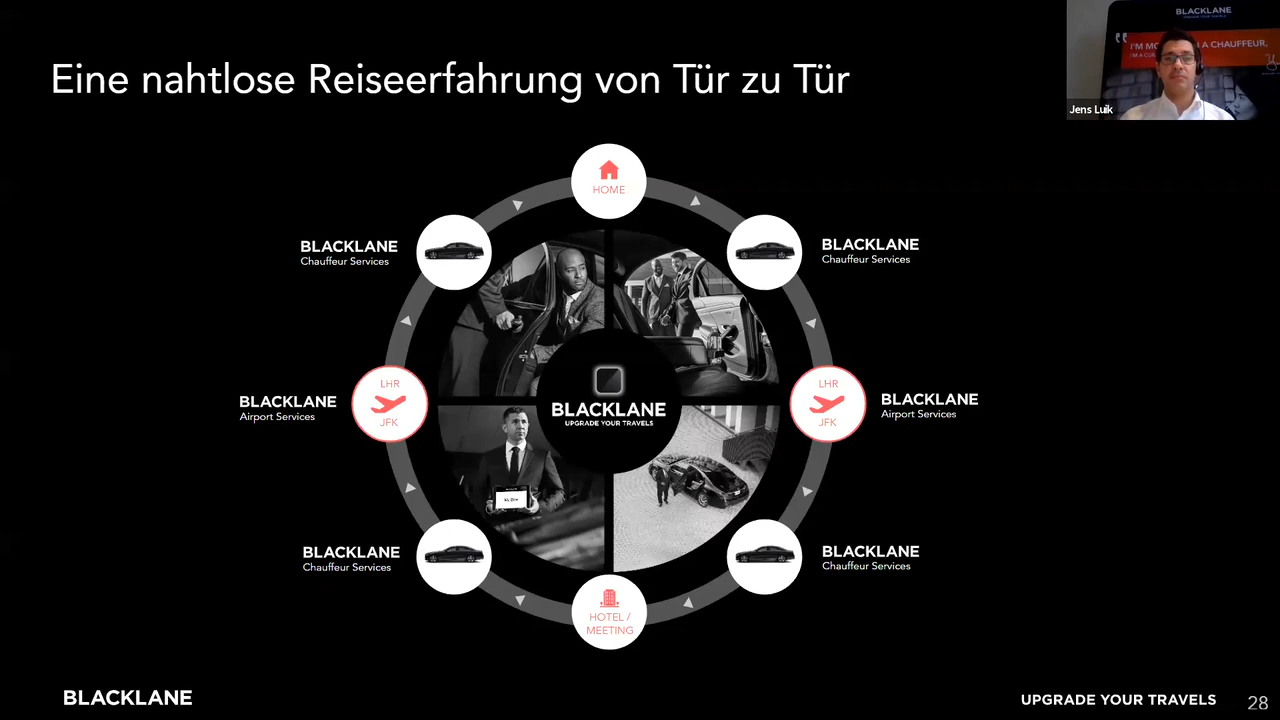 BLACKLANE
Eine nahtlose Reiseerfahrung von Tür zu Tür
Jens Luik
HOME
BLACKLANE
Chauffeur Services
BLACKLANE
Chauffeur Services
LHR
JFK
BLACKLANE
Airport Services
LHR
JFK
BLACKLANE
Airport Services
BLACKLANE
UPGRADE YOUR TRAVELS
BLACKLANE
Chauffeur Services
BLACKLANE
Chauffeur Services
HOTEL /
MEETING
BLACKLANE
UPGRADE YOUR TRAVELS
28